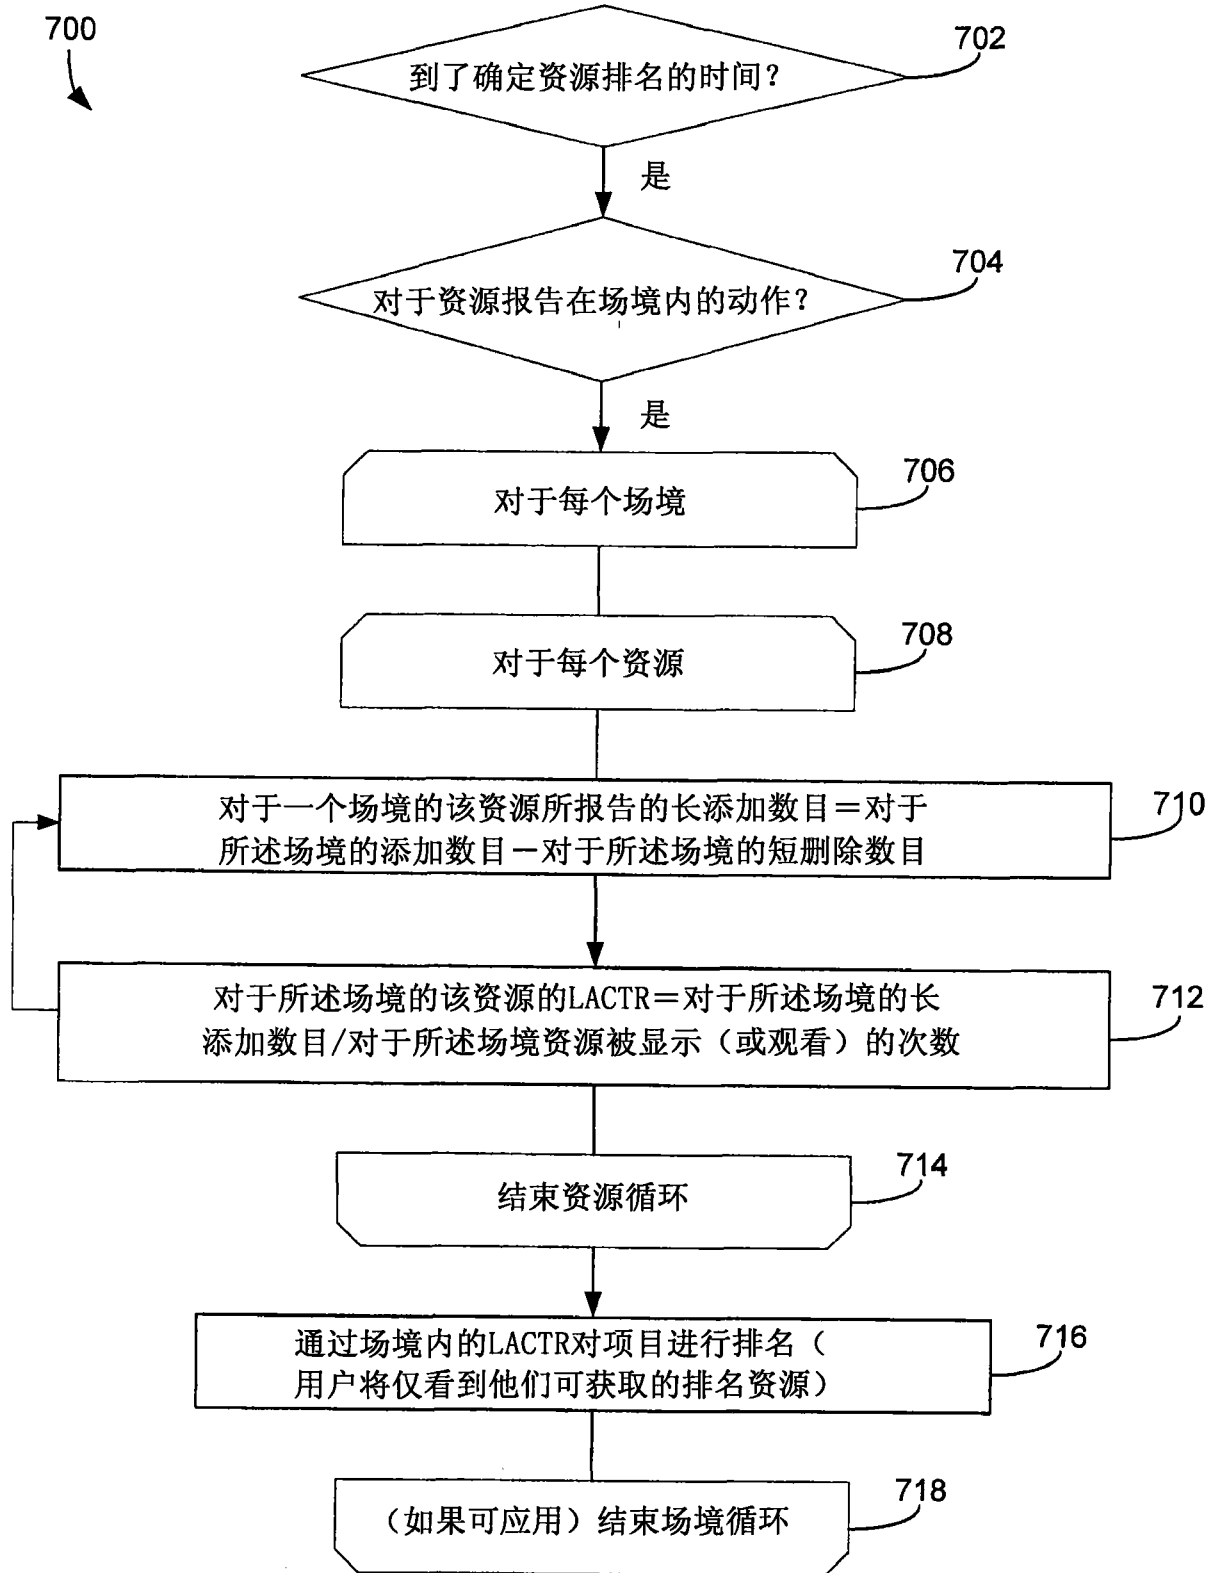 700
702
到了确定资源排名的时间?
是
704
对于资源报告在场境内的动作?
是
706
对于每个场境
708
对于每个资源
710
对于一个场境的该资源所报告的长添加数目=对于
所述场境的添加数目-对于所述场境的短删除数目
712
对于所述场境的该资源的LACTR=对于所述场境的长
添加数目/对于所述场境资源被显示（或观看）的次数
714
结束资源循环
716
通过场境内的LACTR对项目进行排名（
用户将仅看到他们可获取的排名资源）
718
（如果可应用）结束场境循环